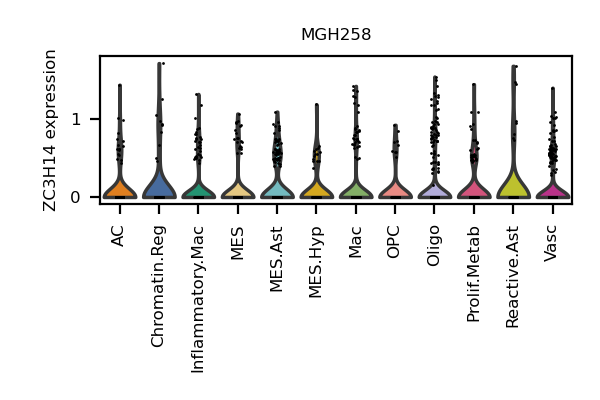 MGH258
ZC3H14 expression
1
0
AC
Chromatin.Reg
Inflammatory.Mac
MES
MES.Ast
MES.Hyp
Mac
OPC
Oligo
Prolif.Metab
Reactive.Ast
Vasc